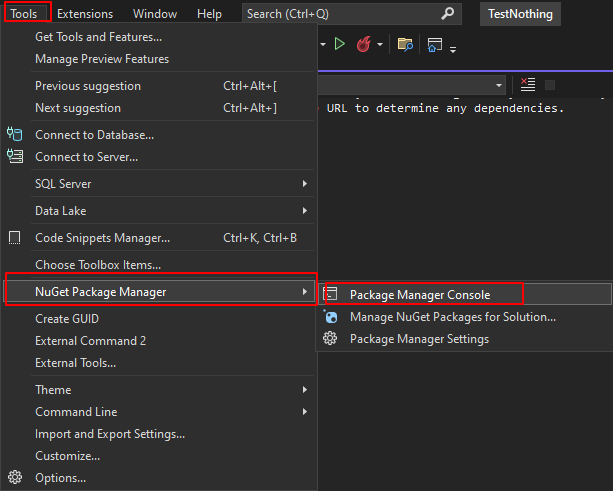 Tools Extensions Window Help Search (Ctrl+Q) TestNothing
Get Tools and Features...
Manage Preview Features
Previous suggestion Ctrl+Alt+[
Next suggestion Ctrl+Alt+]
URL to determine any dependencies.
Connect to Database...
Connect to Server...
SQL Server
Data Lake
Code Snippets Manager... Ctrl+K, Ctrl+B
Choose Toolbox Items...
NuGet Package Manager
Package Manager Console
Manage NuGet Packages for Solution...
Package Manager Settings
Create GUID
External Command 2
External Tools...
Theme
Command Line
Import and Export Settings...
Customize...
Options...